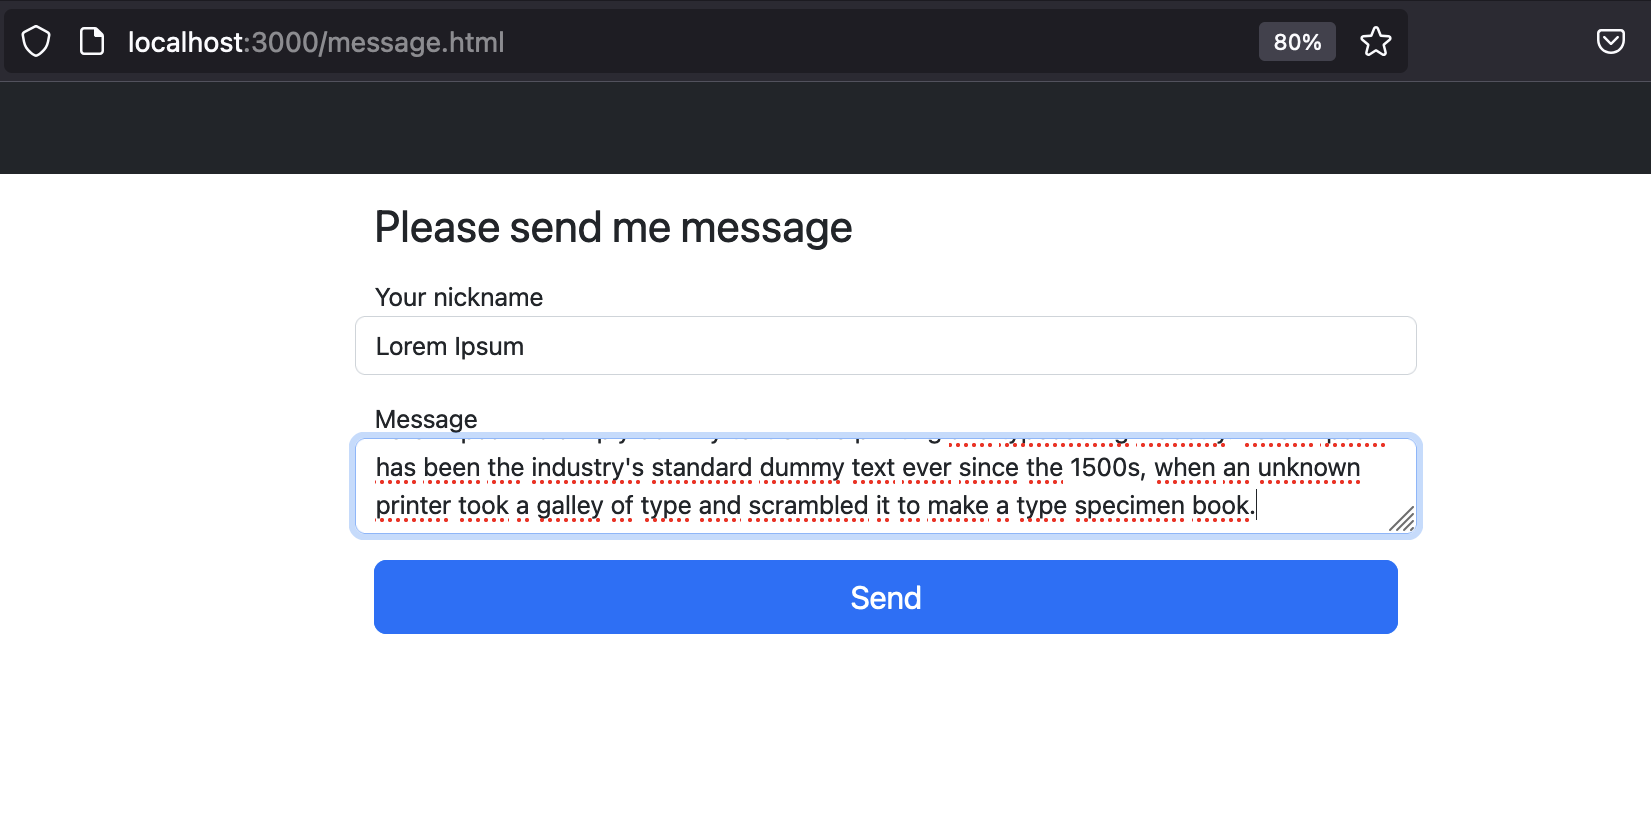 localhost:3000/message.html
80%
Please send me message
Your nickname
Lorem Ipsum
Message
has been the industry's standard dummy text ever since the 1500s, when an unknown
printer took a galley of type and scrambled it to make a type specimen book.
Send